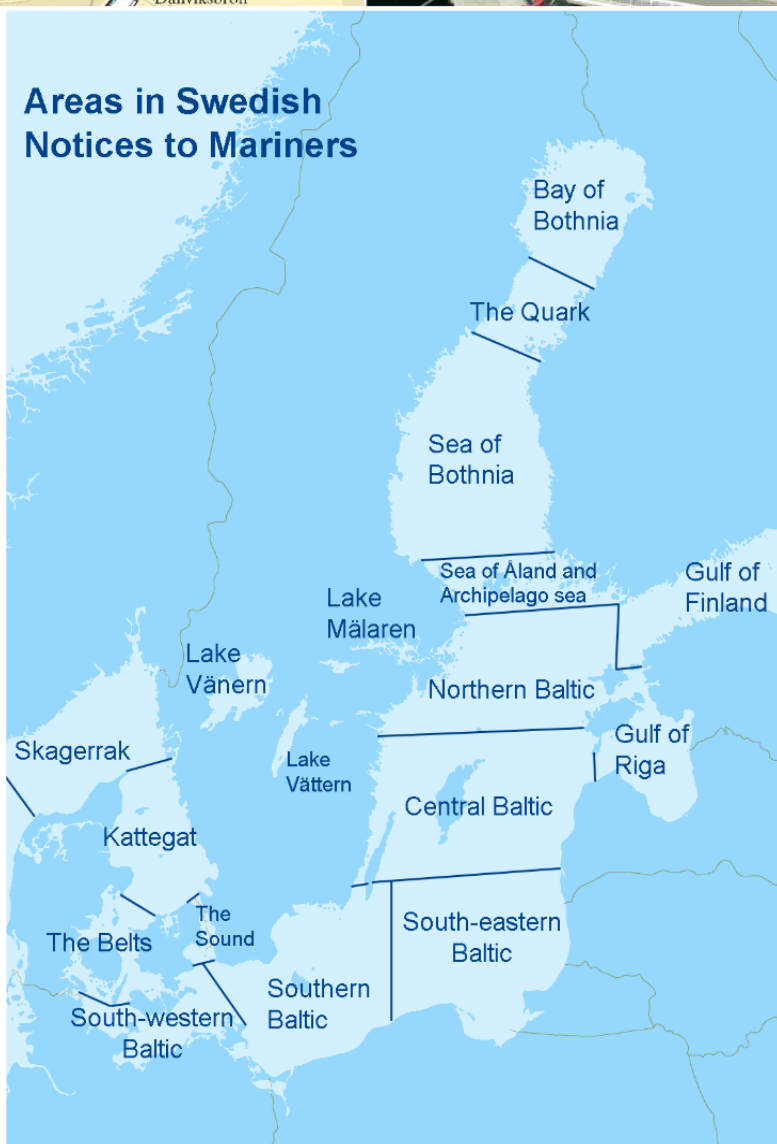 Danviksbron
Areas in Swedish
Notices to Mariners
Bay of
Bothnia
The Quark
Sea of
Bothnia
Sea of Åland and
Archipelago sea
Gulf of
Finland
Lake
Mälaren
Lake
Vänern
Northern Baltic
Skagerrak
Lake
Vättern
Gulf of
Riga
Central Baltic
Kattegat
The
Sound
The Belts
South-eastern
Baltic
Southern
Baltic
South-western
Baltic